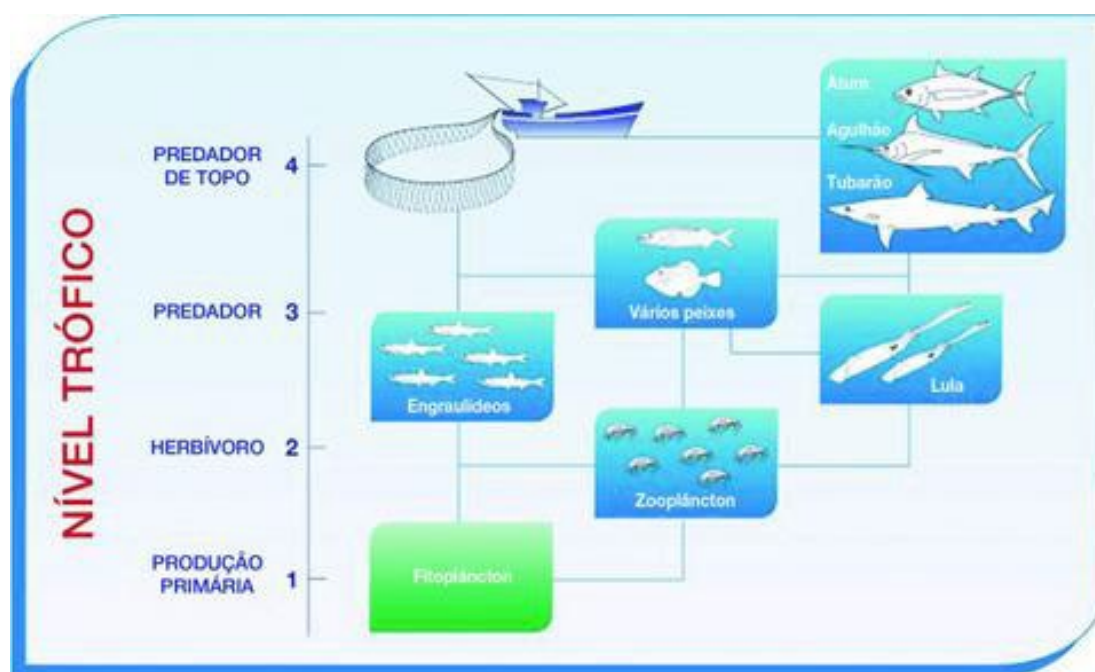 NÍVEL TRÓFICO
PREDADOR
DE TOPO
4
PREDADOR
3
HERBÍVORO
2
PRODUÇÃO
PRIMÁRIA
1
Atum
Agulhão
Tubarão
Vários peixes
Engraulídeos
Lula
Zooplâncton
Fitoplâncton